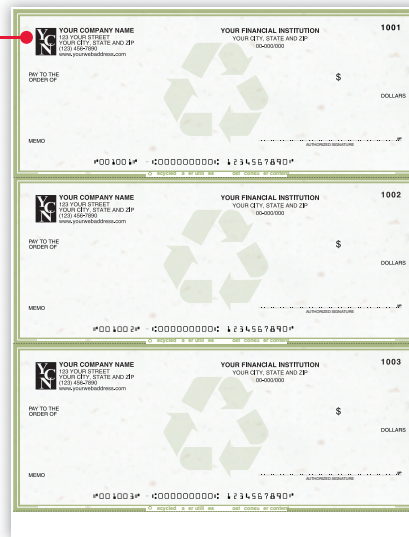 YCN
YOUR COMPANY NAME
123 YOUR STREET
YOUR CITY, STATE AND ZIP
(123) 456-7890
www.yourwebaddress.com
YOUR FINANCIAL INSTITUTION
YOUR CITY, STATE AND ZIP
00-000/000
1001
PAY TO THE
ORDER OF
$
DOLLARS
MEMO
AUTHORIZED SIGNATURE
⑈001001⑈ ⑆000000000⑆ 1234567890⑈
YCN
YOUR COMPANY NAME
123 YOUR STREET
YOUR CITY, STATE AND ZIP
(123) 456-7890
www.yourwebaddress.com
YOUR FINANCIAL INSTITUTION
YOUR CITY, STATE AND ZIP
00-000/000
1002
PAY TO THE
ORDER OF
$
DOLLARS
MEMO
AUTHORIZED SIGNATURE
⑈001002⑈ ⑆000000000⑆ 1234567890⑈
YCN
YOUR COMPANY NAME
123 YOUR STREET
YOUR CITY, STATE AND ZIP
(123) 456-7890
www.yourwebaddress.com
YOUR FINANCIAL INSTITUTION
YOUR CITY, STATE AND ZIP
00-000/000
1003
PAY TO THE
ORDER OF
$
DOLLARS
MEMO
AUTHORIZED SIGNATURE
⑈001003⑈ ⑆000000000⑆ 1234567890⑈